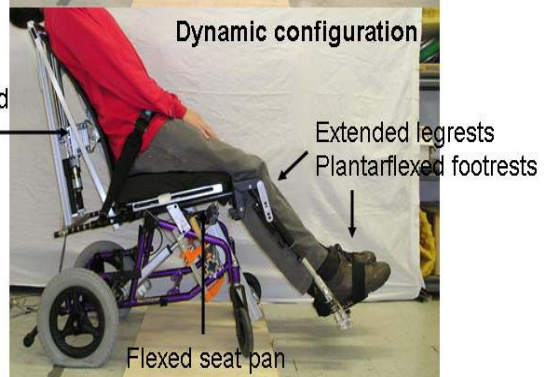 Dynamic configuration
d
Extended legrests
Plantarflexed footrests
Flexed seat pan